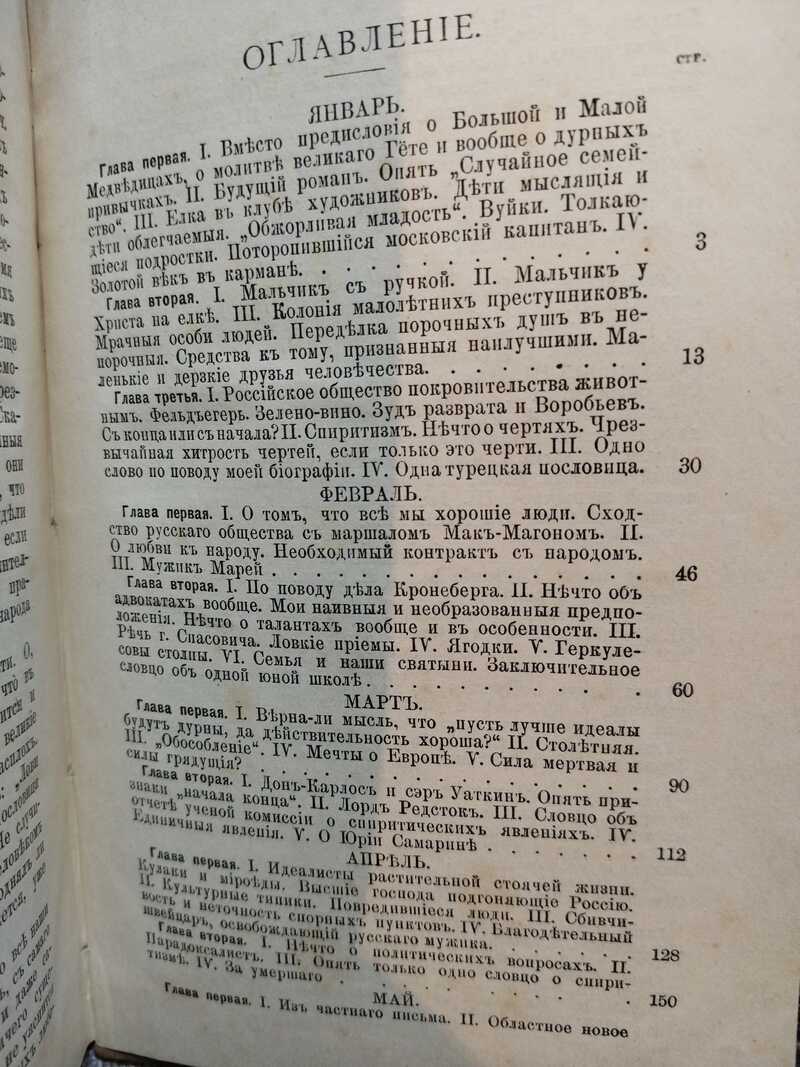 ОГЛАВЛЕНІЕ.
СТР.
ЯНВАРЬ.
Глава первая. I. Вмѣсто предисловія о Большой и Малой
Медвѣдицахъ, о молитвѣ великаго Гёте и вообще о дурныхъ
привычкахъ. II. Будущій романъ. Опять „Случайное семей-
ство“. III. Елка въ клубѣ художниковъ. Дѣти мыслящія и
дѣти облегчаемыя. „Обжорливая младость“. Вуйки. Толкаю-
щіеся подростки. Поторопившійся московскій капитанъ. IV.
Золотой вѣкъ въ карманѣ. . . . . . . . . . . . 3
Глава вторая. I. Мальчикъ съ ручкой. II. Мальчикъ у
Христа на елкѣ. III. Колонія малолѣтнихъ преступниковъ.
Мрачныя особи людей. Передѣлка порочныхъ душъ въ не-
порочныя. Средства къ тому, признанныя наилучшими. Ма-
ленькіе и дерзкіе друзья человѣчества. . . . . . . . 13
Глава третья. I. Россійское общество покровительства живот-
нымъ. Фельдъегерь. Зелено-вино. Зудъ разврата и Воробьевъ.
Съ конца или съ начала? II. Спиритизмъ. Нѣчто о чертяхъ. Чрез-
вычайная хитрость чертей, если только это черти. III. Одно
слово по поводу моей біографіи. IV. Одна турецкая пословица. 30
ФЕВРАЛЬ.
Глава первая. I. О томъ, что всѣ мы хорошіе люди. Сход-
ство русскаго общества съ маршаломъ Макъ-Магономъ. II.
О любви къ народу. Необходимый контрактъ съ народомъ.
III. Мужикъ Марей . . . . . . . . . . . . . . . 46
Глава вторая. I. По поводу дѣла Кронеберга. II. Нѣчто объ
адвокатахъ вообще. Мои наивныя и необразованныя предпо-
ложенія. Нѣчто о талантахъ вообще и въ особенности. III.
Рѣчь г. Спасовича. Ловкіе пріемы. IV. Ягодки. V. Геркуле-
совы столпы. VI. Семья и наши святыни. Заключительное
словцо объ одной юной школѣ . . . . . . . . . . 60
МАРТЪ.
Глава первая. I. Вѣрна-ли мысль, что „пусть лучше идеалы
будутъ дурны, да дѣйствительность хороша?“ II. Столѣтняя.
III. „Обособленіе“. IV. Мечты о Европѣ. V. Сила мертвая и
силы грядущія? . . . . . . . . . . . . . . . 90
Глава вторая. I. Донъ-Карлосъ и сэръ Уаткинъ. Опять при-
знаки „начала конца“. II. Лордъ Редстокъ. III. Словцо объ
отчетѣ ученой комиссіи о спиритическихъ явленіяхъ. IV.
Единичныя явленія. V. О Юріи Самаринѣ . . . . . . 112
АПРѢЛЬ.
Глава первая. I. Идеалисты растительной стоячей жизни.
Кулаки и міроѣды. Высшіе господа подгоняющіе Россію.
II. Культурные типики. Повредившіеся люди. III. Сбивчи-
вость и неточность спорныхъ пунктовъ. IV. Благодѣтельный
швейцаръ, освобождающій русскаго мужика. . . . . . . 128
Глава вторая. I. Нѣчто о политическихъ вопросахъ. II.
Парадоксалистъ. III. Опять только одно словцо о спири-
тизмѣ. IV. За умершаго . . . . . . . . . . . 150
МАЙ.
Глава первая. I. Изъ частнаго письма. II. Областное новое